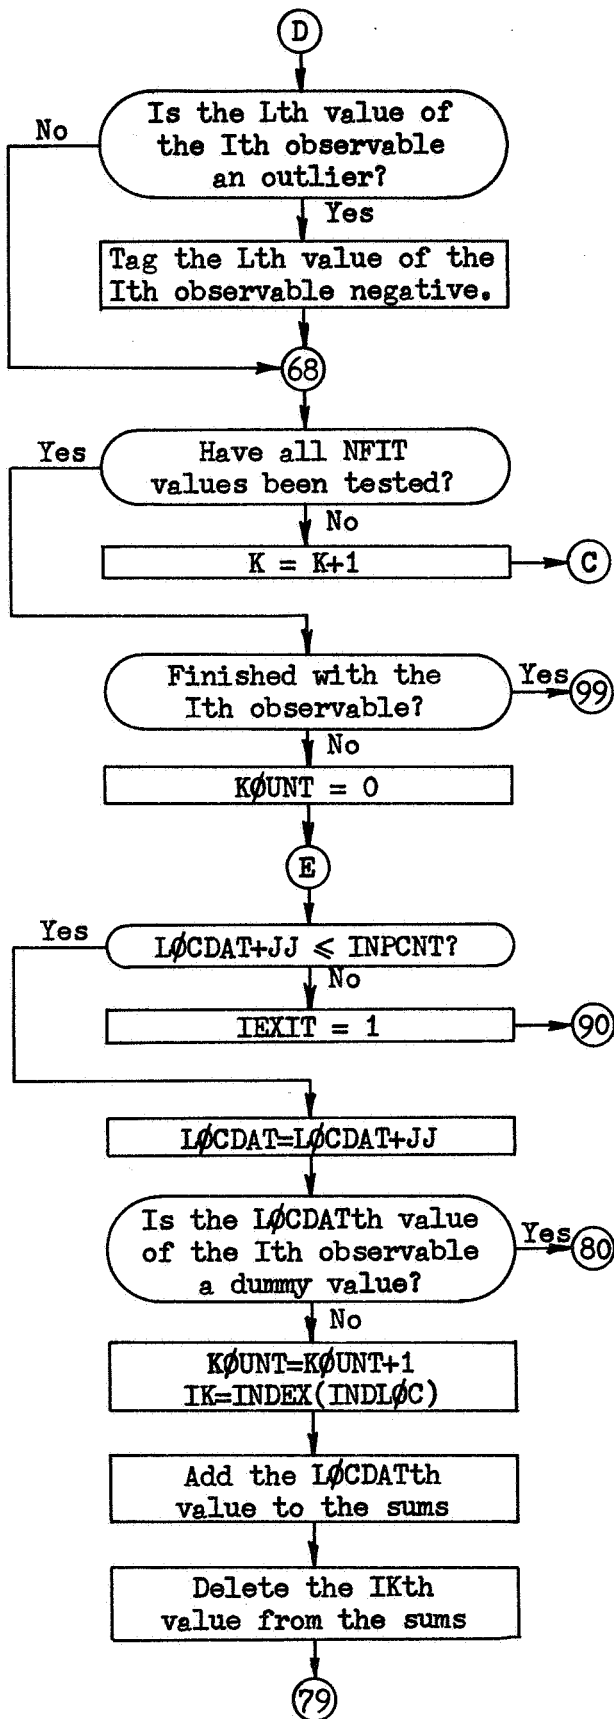 D
Is the Lth value of
the Ith observable
an outlier?
No
Yes
Tag the Lth value of the
Ith observable negative.
68
Yes
Have all NFIT
values been tested?
No
K = K+1
C
Finished with the
Ith observable?
Yes
99
No
KØUNT = 0
E
Yes
LØCDAT+JJ ⩽ INPCNT?
No
IEXIT = 1
90
LØCDAT=LØCDAT+JJ
Is the LØCDATth value
of the Ith observable
a dummy value?
Yes
80
No
KØUNT=KØUNT+1
IK=INDEX(INDLØC)
Add the LØCDATth
value to the sums
Delete the IKth
value from the sums
79